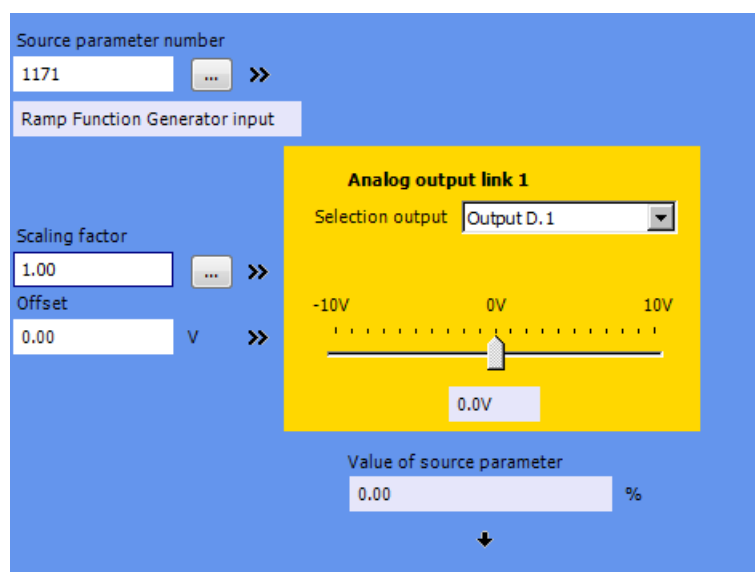 Source parameter number
1171
...
Ramp Function Generator input
Analog output link 1
Selection output
Output D.1
Scaling factor
1.00
...
Offset
0.00
V
-10V
0V
10V
0.0V
Value of source parameter
0.00
%